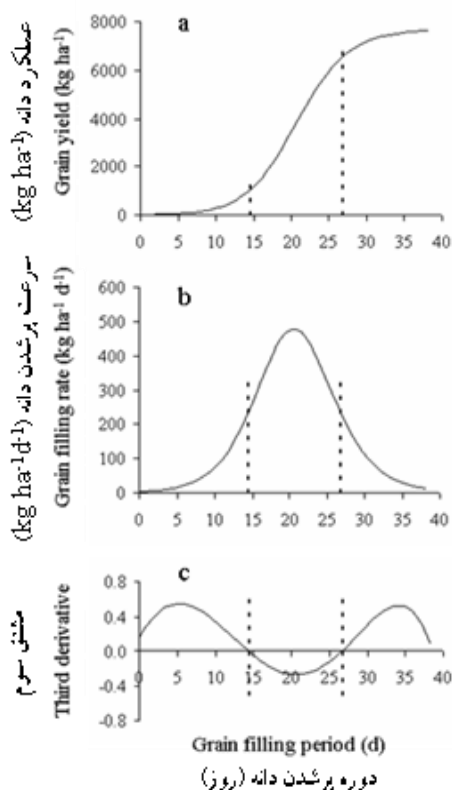 a
عملکرد دانه (kg ha-1)
Grain yield (kg ha-1)
8000
6000
4000
2000
0
0 5 10 15 20 25 30 35 40
b
سرعت پرشدن دانه (kg ha-1d-1)
Grain filling rate (kg ha-1 d-1)
600
500
400
300
200
100
0
0 5 10 15 20 25 30 35 40
c
مشتق سوم
Third derivative
0.8
0.4
0.0
-0.4
-0.8
0 5 10 15 20 25 30 35 40
Grain filling period (d)
دوره پرشدن دانه (روز)